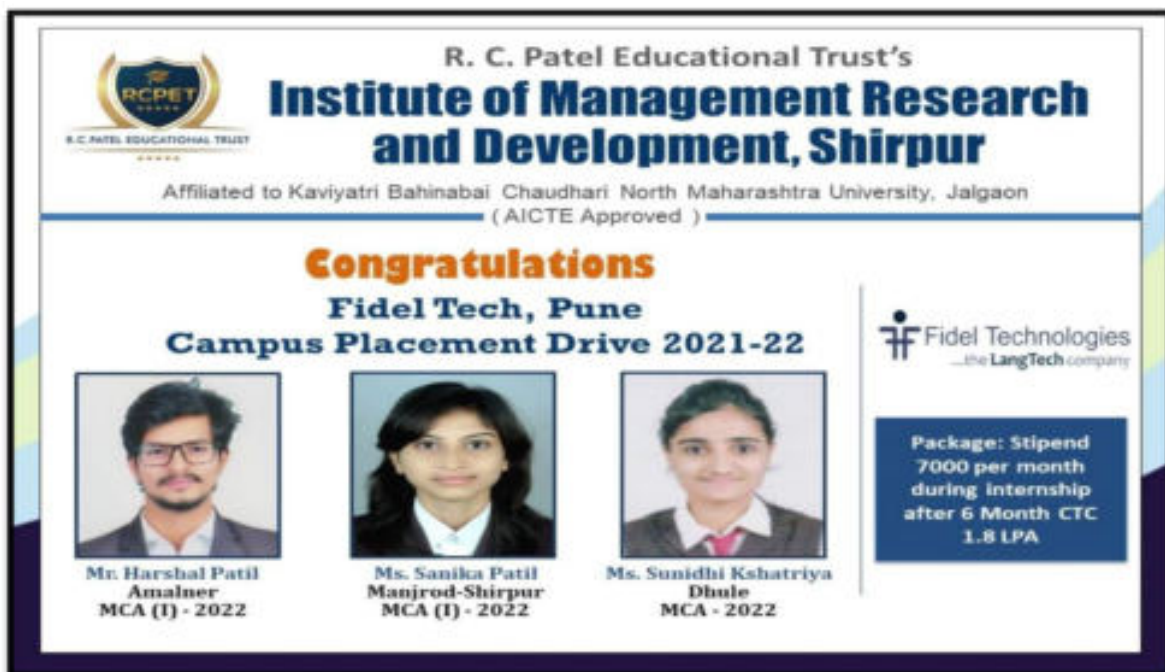 RCPET
R.C.PATEL EDUCATIONAL TRUST
R. C. Patel Educational Trust's
Institute of Management Research
and Development, Shirpur
Affiliated to Kaviyatri Bahinabai Chaudhari North Maharashtra University, Jalgaon
( AICTE Approved )
Congratulations
Fidel Tech, Pune
Campus Placement Drive 2021-22
Fidel Technologies
...the LangTech company
Mr. Harshal Patil
Amalner
MCA (I) - 2022
Ms. Sanika Patil
Manjrod-Shirpur
MCA (I) - 2022
Ms. Sunidhi Kshatriya
Dhule
MCA - 2022
Package: Stipend
7000 per month
during internship
after 6 Month CTC
1.8 LPA